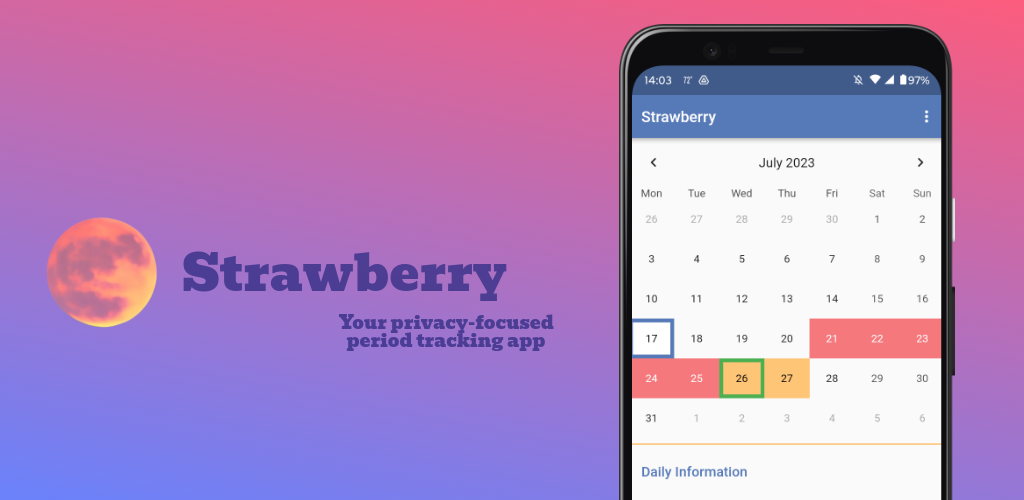 Strawberry
Your privacy-focused
period tracking app
14:03 72° 97%
Strawberry
July 2023
Mon Tue Wed Thu Fri Sat Sun
26 27 28 29 30 1 2
3 4 5 6 7 8 9
10 11 12 13 14 15 16
17 18 19 20 21 22 23
24 25 26 27 28 29 30
31 1 2 3 4 5 6
Daily Information